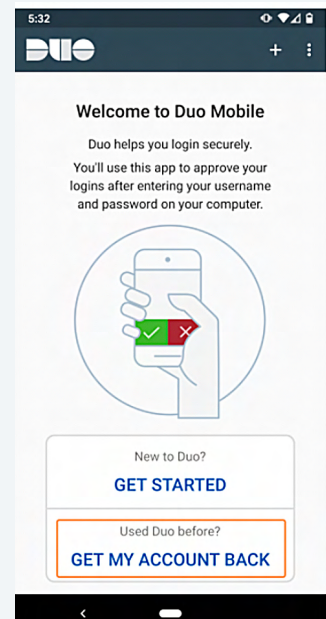 5:32
DUO
Welcome to Duo Mobile
Duo helps you login securely.
You'll use this app to approve your
logins after entering your username
and password on your computer.
New to Duo?
GET STARTED
Used Duo before?
GET MY ACCOUNT BACK